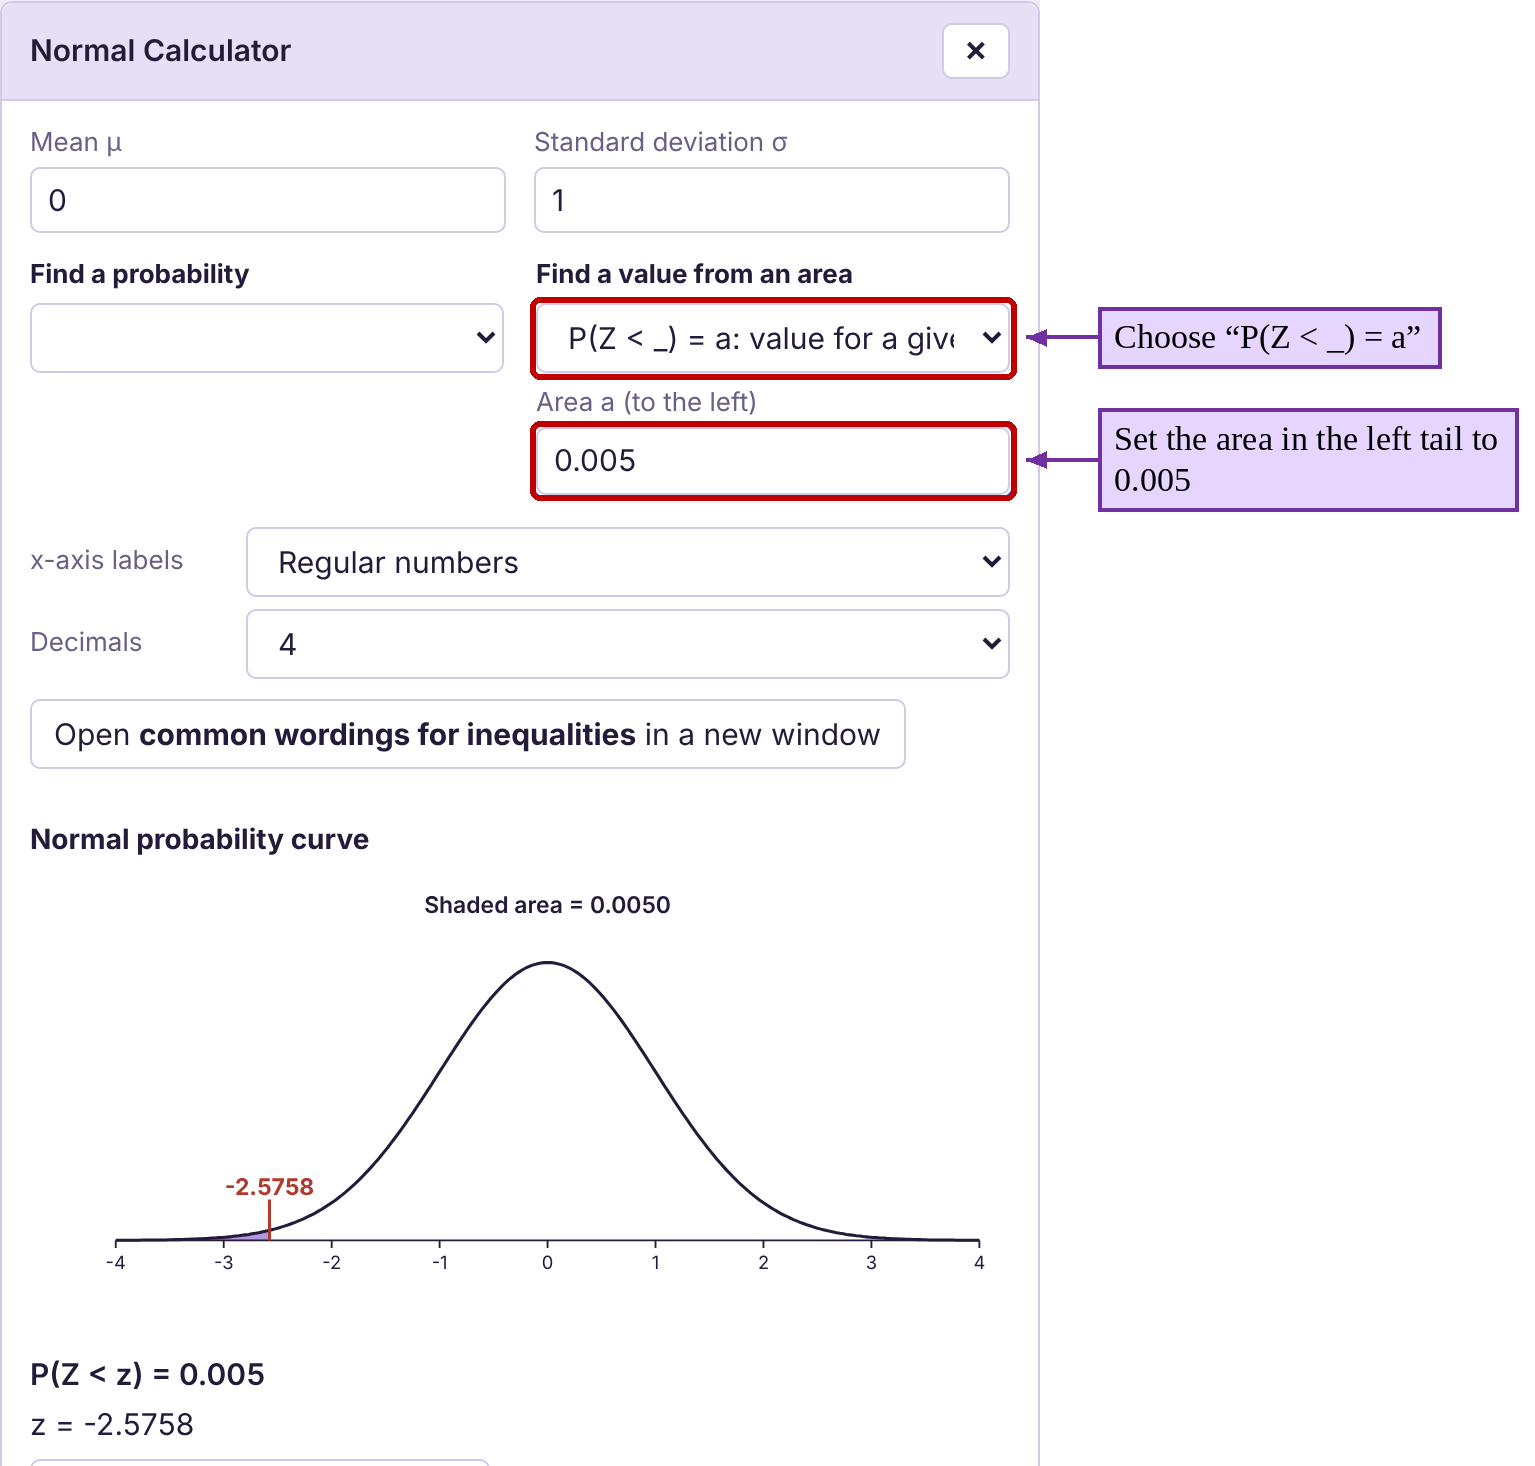 Normal Calculator
Mean μ
Standard deviation σ
0
1
Find a probability
Find a value from an area
P(Z < _) = a: value for a give
Choose “P(Z < _) = a”
Area a (to the left)
0.005
Set the area in the left tail to
0.005
x-axis labels
Regular numbers
Decimals
4
Open common wordings for inequalities in a new window
Normal probability curve
Shaded area = 0.0050
-2.5758
-4 -3 -2 -1 0 1 2 3 4
P(Z < z) = 0.005
z = -2.5758